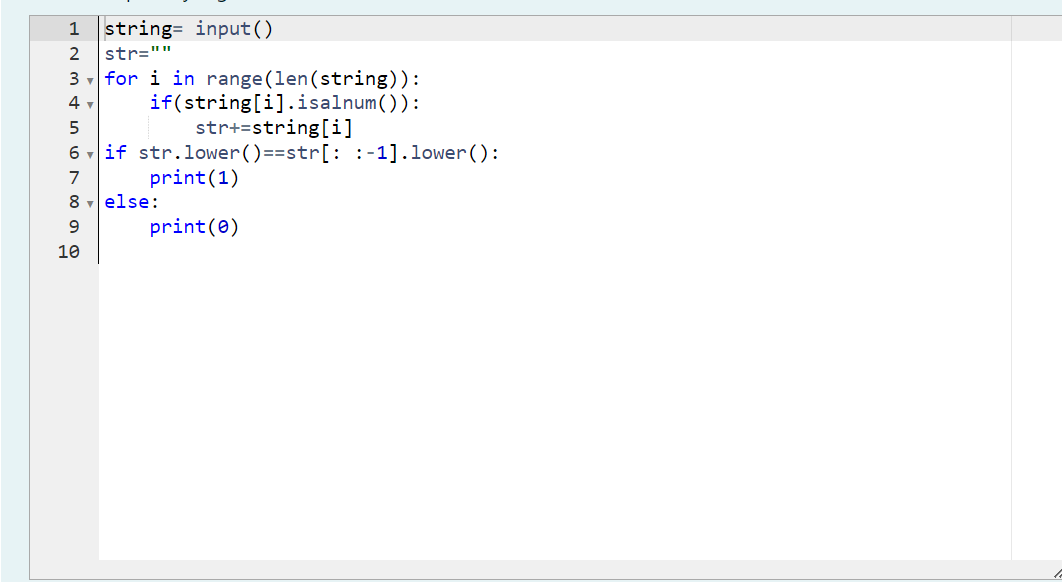 1 string= input()
2 str=""
3 for i in range(len(string)):
4     if(string[i].isalnum()):
5         str+=string[i]
6 if str.lower()==str[: :-1].lower():
7     print(1)
8 else:
9     print(0)
10